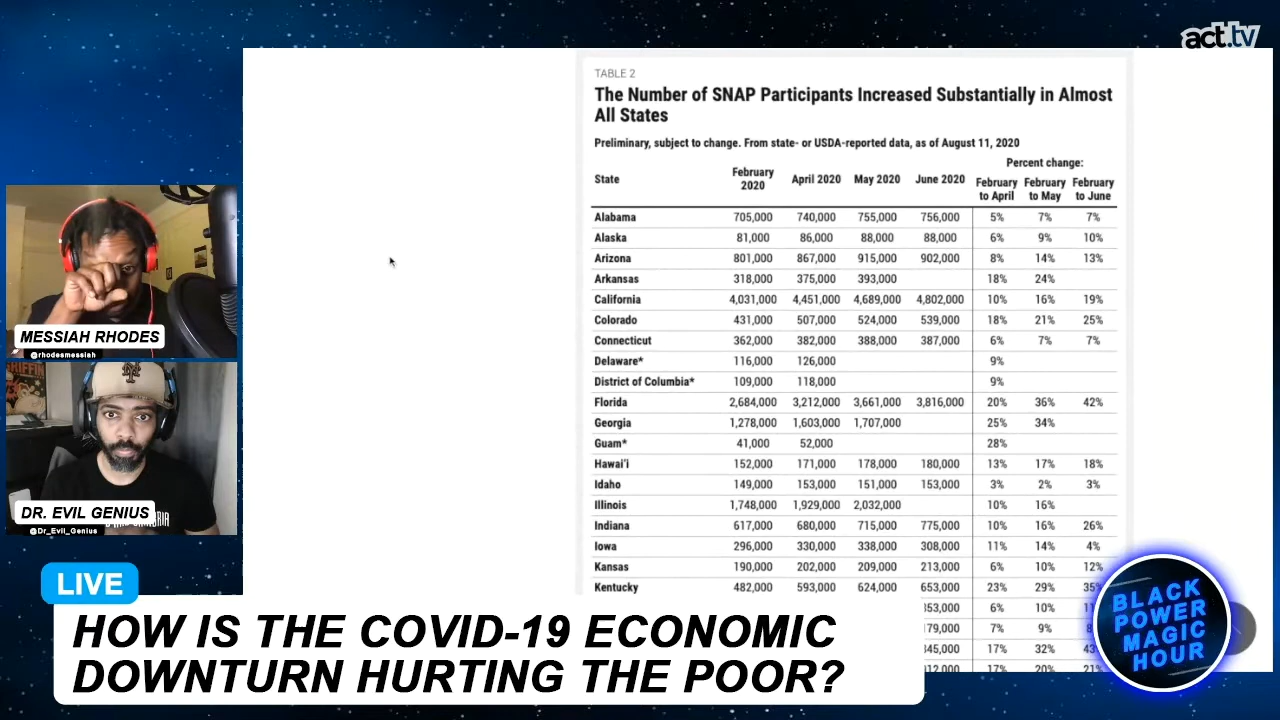 act.tv
TABLE 2
The Number of SNAP Participants Increased Substantially in Almost
All States
Preliminary, subject to change. From state- or USDA-reported data, as of August 11, 2020
Percent change:
State February 2020 April 2020 May 2020 June 2020 February to April February to May February to June
Alabama 705,000 740,000 755,000 756,000 5% 7% 7%
Alaska 81,000 86,000 88,000 88,000 6% 9% 10%
Arizona 801,000 867,000 915,000 902,000 8% 14% 13%
Arkansas 318,000 375,000 393,000 18% 24%
California 4,031,000 4,451,000 4,689,000 4,802,000 10% 16% 19%
Colorado 431,000 507,000 524,000 539,000 18% 21% 25%
Connecticut 362,000 382,000 388,000 387,000 6% 7% 7%
Delaware* 116,000 126,000 9%
District of Columbia* 109,000 118,000 9%
Florida 2,684,000 3,212,000 3,661,000 3,816,000 20% 36% 42%
Georgia 1,278,000 1,603,000 1,707,000 25% 34%
Guam* 41,000 52,000 28%
Hawai'i 152,000 171,000 178,000 180,000 13% 17% 18%
Idaho 149,000 153,000 151,000 153,000 3% 2% 3%
Illinois 1,748,000 1,929,000 2,032,000 10% 16%
Indiana 617,000 680,000 715,000 775,000 10% 16% 26%
Iowa 296,000 330,000 338,000 308,000 11% 14% 4%
Kansas 190,000 202,000 209,000 213,000 6% 10% 12%
Kentucky 482,000 593,000 624,000 653,000 23% 29% 35%
353,000 6% 10%
179,000 7% 9%
345,000 17% 32%
17% 20% 21%
MESSIAH RHODES
@rhodesmessiah
DR. EVIL GENIUS
@Dr_Evil_Genius
LIVE
HOW IS THE COVID-19 ECONOMIC
DOWNTURN HURTING THE POOR?
BLACK
POWER
MAGIC
HOUR